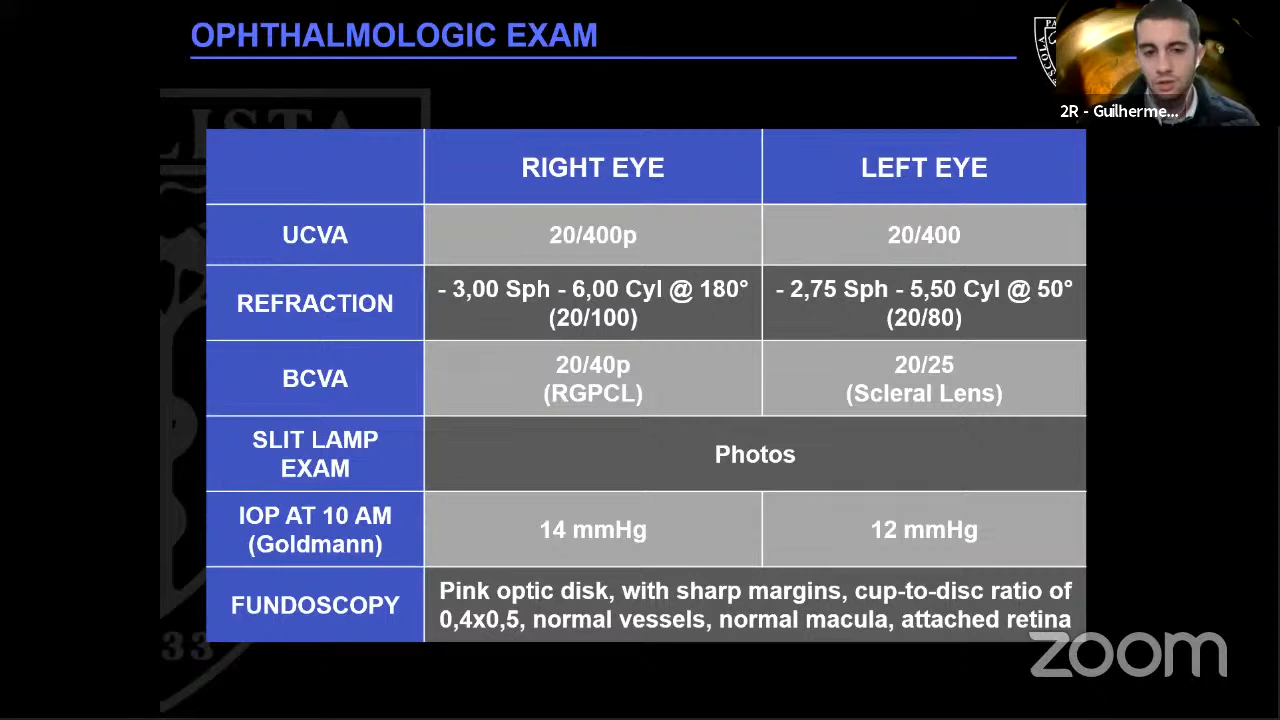 OPHTHALMOLOGIC EXAM
2R - Guilherme...
RIGHT EYE
LEFT EYE
UCVA
20/400p
20/400
REFRACTION
- 3,00 Sph - 6,00 Cyl @ 180°
(20/100)
- 2,75 Sph - 5,50 Cyl @ 50°
(20/80)
BCVA
20/40p
(RGPCL)
20/25
(Scleral Lens)
SLIT LAMP
EXAM
Photos
IOP AT 10 AM
(Goldmann)
14 mmHg
12 mmHg
FUNDOSCOPY
Pink optic disk, with sharp margins, cup-to-disc ratio of
0,4x0,5, normal vessels, normal macula, attached retina
LISTA
33
zoom